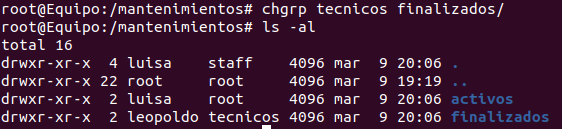 root@Equipo:/mantenimientos# chgrp tecnicos finalizados/
root@Equipo:/mantenimientos# ls -al
total 16
drwxr-xr-x  4 luisa    staff    4096 mar  9 20:06 .
drwxr-xr-x 22 root     root     4096 mar  9 19:19 ..
drwxr-xr-x  2 luisa    root     4096 mar  9 20:06 activos
drwxr-xr-x  2 leopoldo tecnicos 4096 mar  9 20:06 finalizados